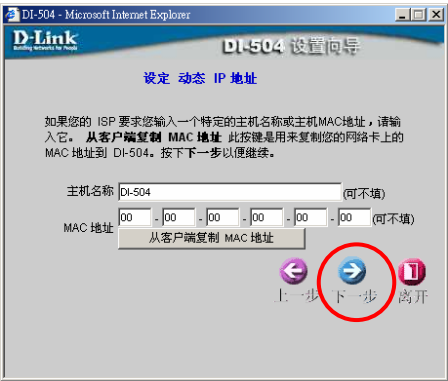 DI-504 - Microsoft Internet Explorer
D-Link
Building Networks for People
DI-504 设置向导
设定 动态 IP 地址
如果您的 ISP 要求您输入一个特定的主机名称或主机MAC地址，请输
入它。 从客户端复制 MAC 地址 此按键是用来复制您的网络卡上的
MAC 地址到 DI-504。按下下一步以便继续。
主机名称 DI-504 (可不填)
MAC 地址 00 - 00 - 00 - 00 - 00 - 00 (可不填)
从客户端复制 MAC 地址
上一步 下一步 离开